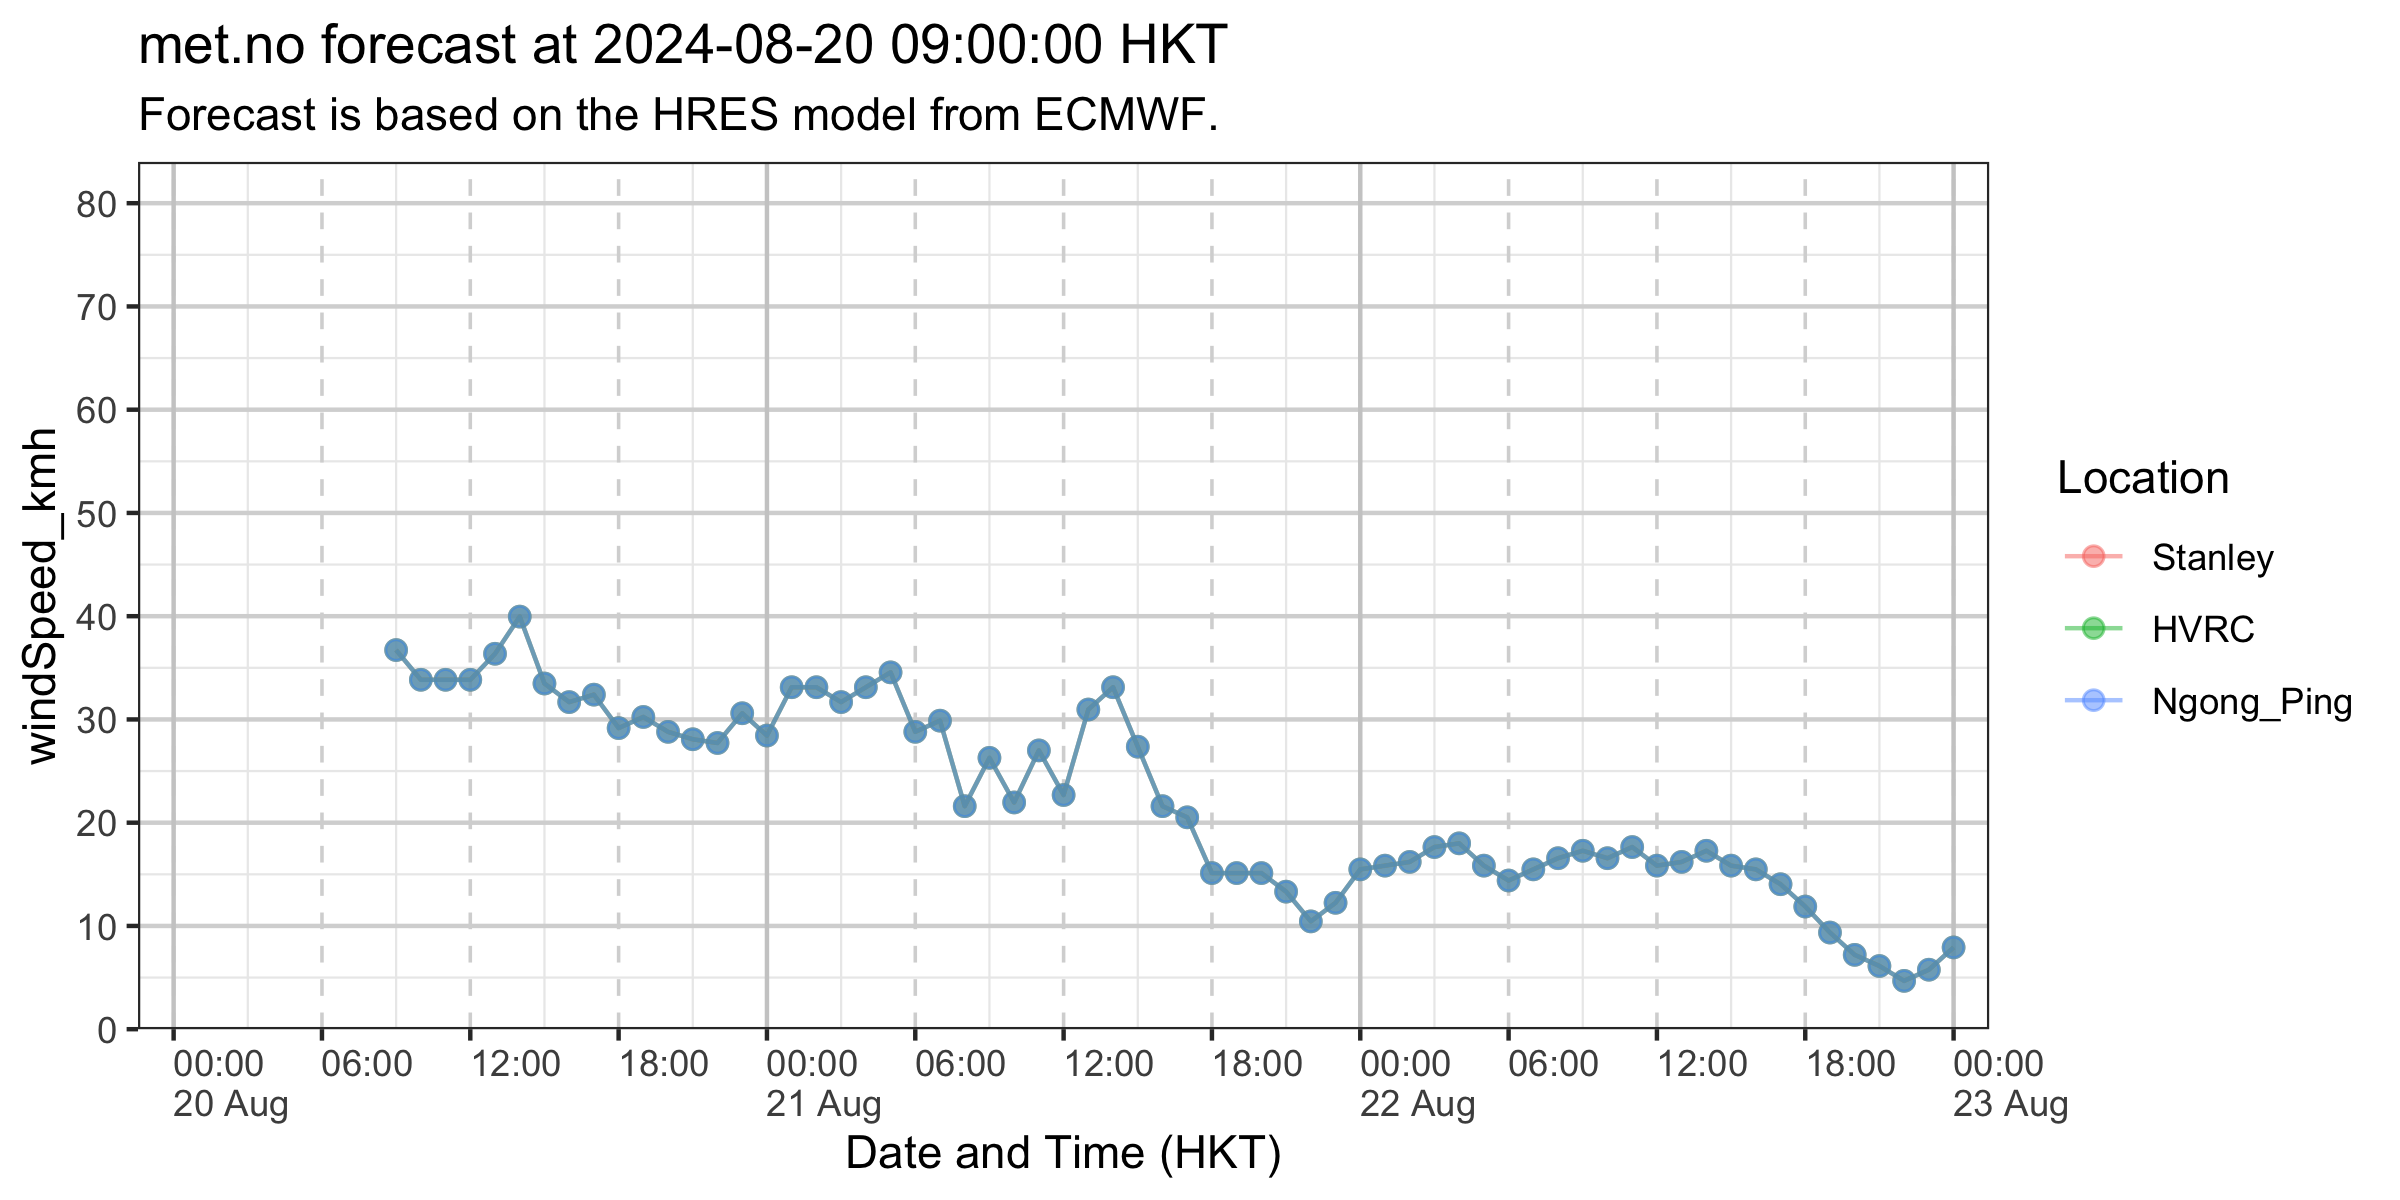 met.no forecast at 2024-08-20 09:00:00 HKT
Forecast is based on the HRES model from ECMWF.
windSpeed_kmh
80
70
60
50
40
30
20
10
0
00:00 06:00 12:00 18:00 00:00 06:00 12:00 18:00 00:00 06:00 12:00 18:00 00:00
20 Aug 21 Aug 22 Aug 23 Aug
Date and Time (HKT)
Location
Stanley
HVRC
Ngong_Ping